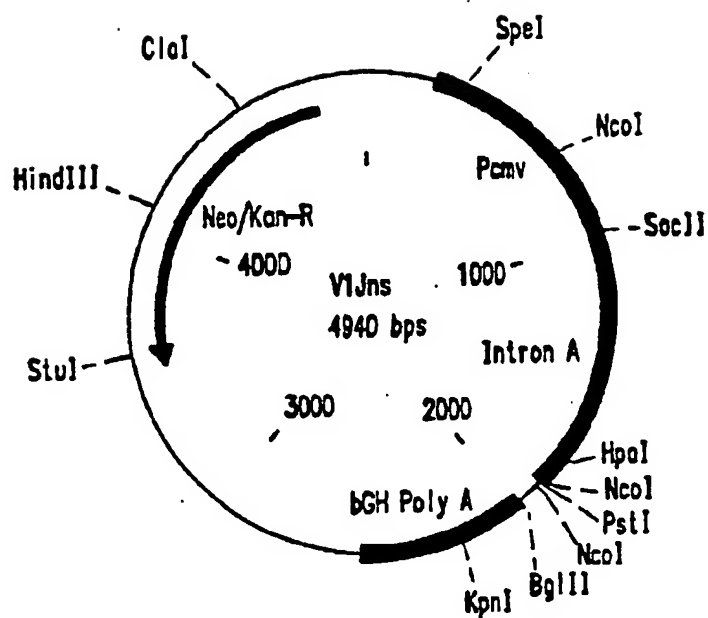 SpeI
ClaI
NcoI
Pcmv
HindIII
Neo/Kan-R
SacII
4000
V1Jns
1000
4940 bps
Intron A
StuI
3000
2000
HpaI
NcoI
bGH Poly A
PstI
NcoI
BglII
KpnI